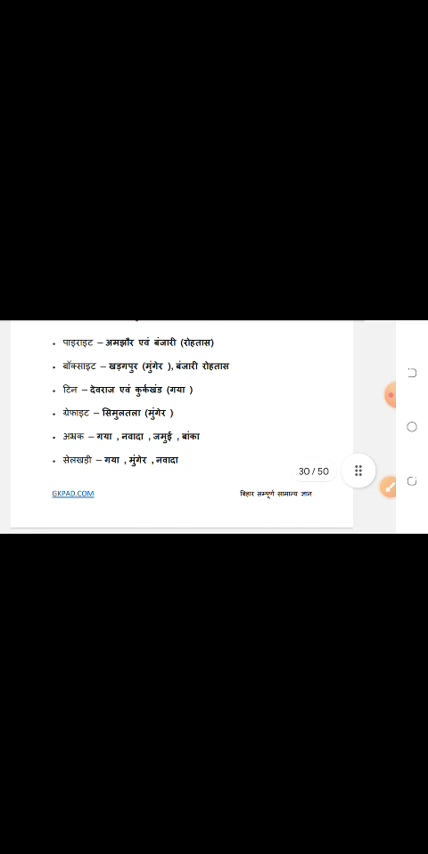 • पाइराइट – अमझौर एवं बंजारी (रोहतास)
• बॉक्साइट – खड़गपुर (मुंगेर ), बंजारी रोहतास
• टिन – देवराज एवं कुर्कखंड (गया )
• ग्रेफाइट – सिमुलतला (मुंगेर )
• अभ्रक – गया , नवादा , जमुई , बांका
• सेलखड़ी – गया , मुंगेर , नवादा
30 / 50
GKPAD.COM बिहार सम्पूर्ण सामान्य ज्ञान